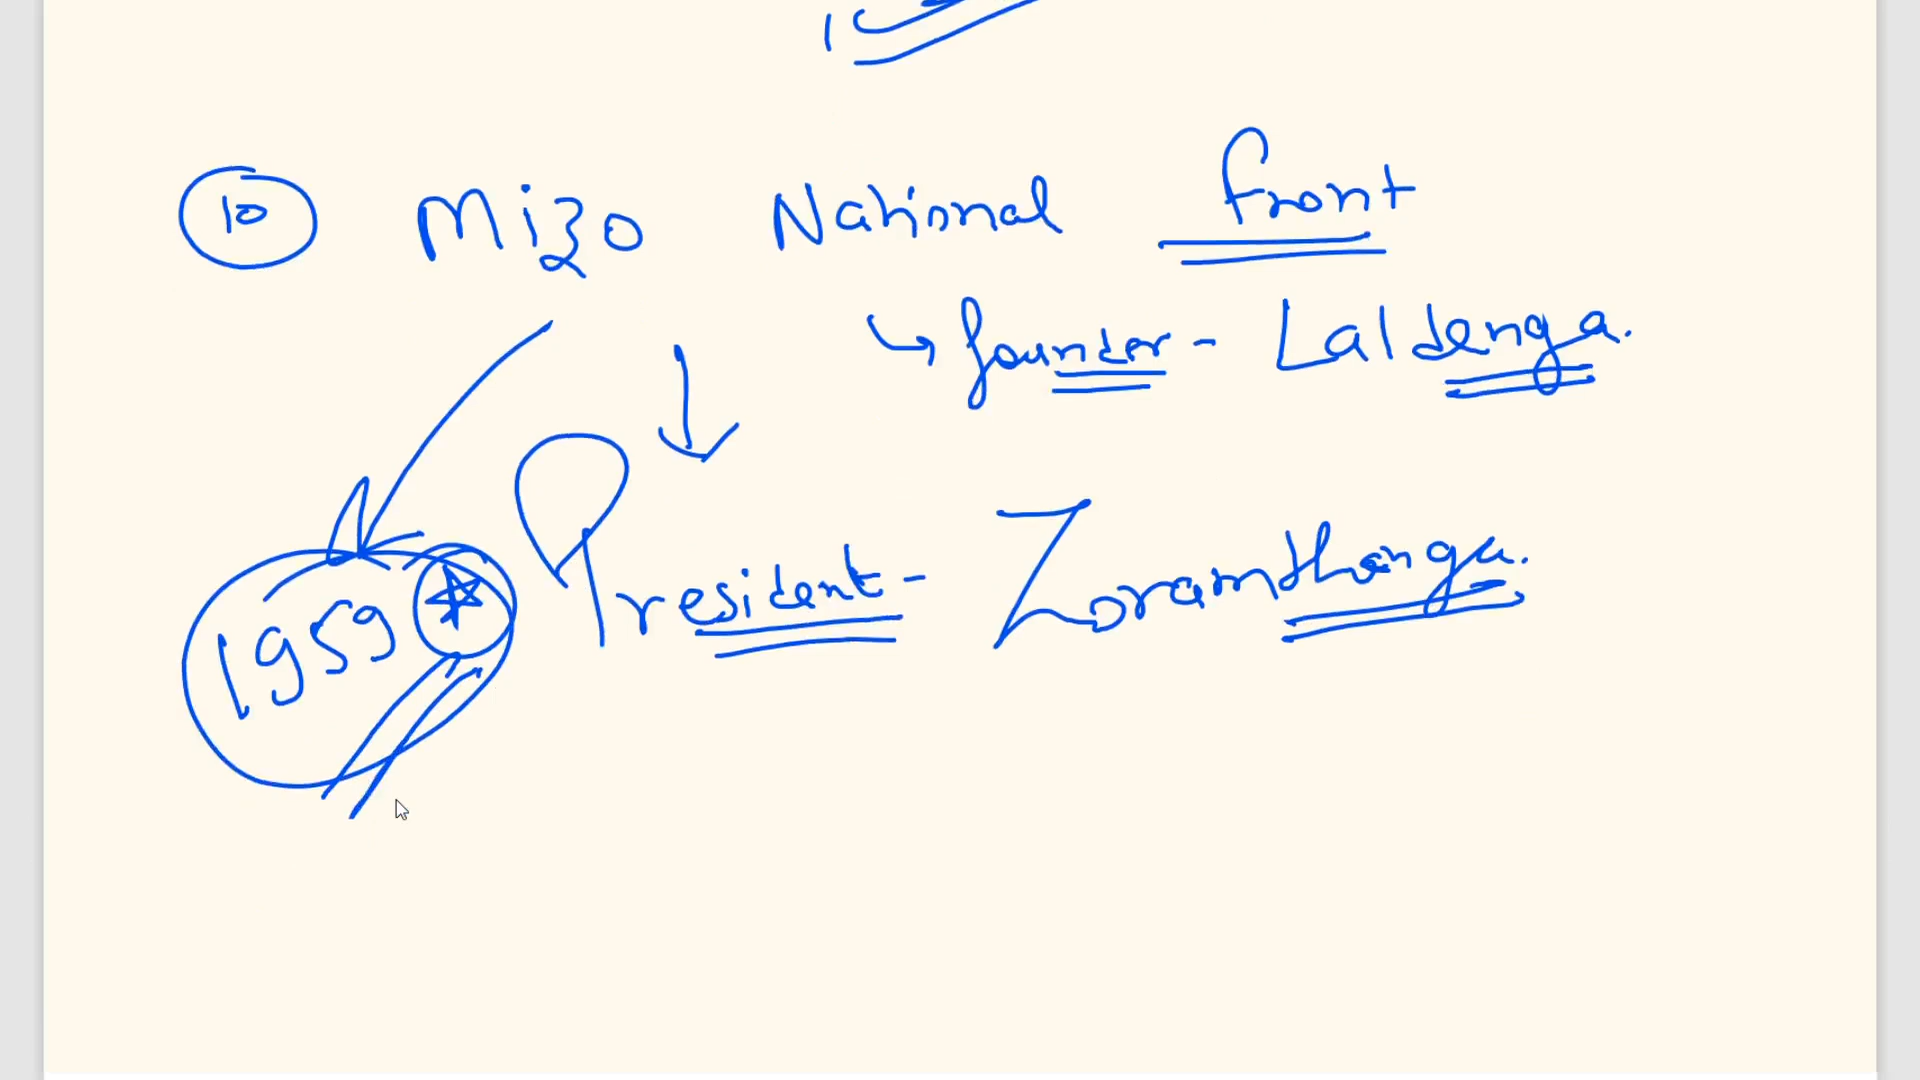 10 Mizo National Front
founder - Laldenga.
President - Zoramthanga.
1959